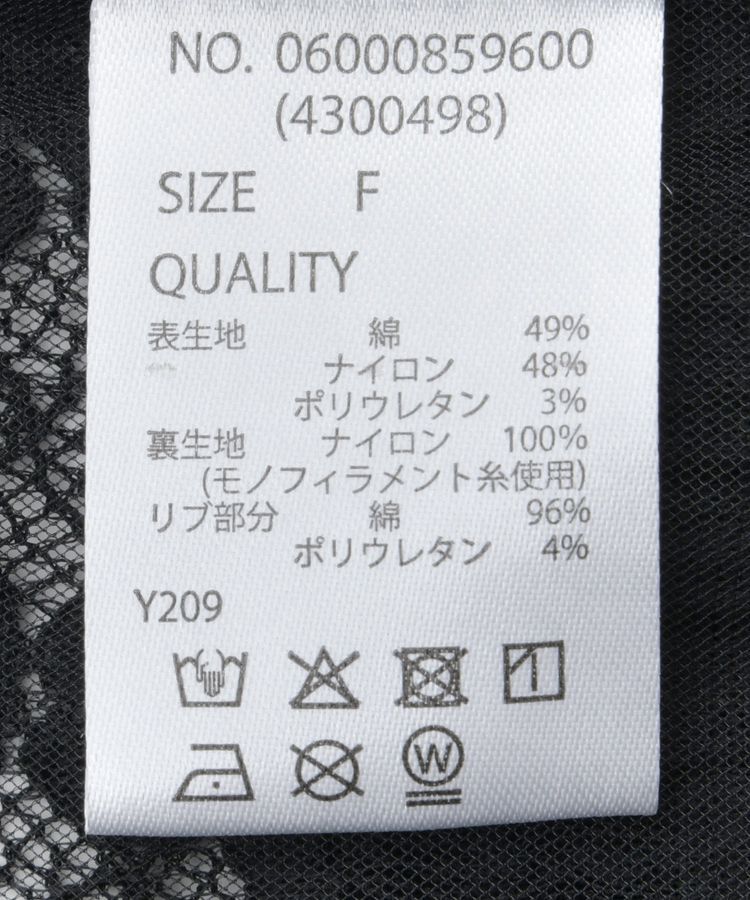 NO. 06000859600
(4300498)
SIZE F
QUALITY
表生地 綿 49%
ナイロン 48%
ポリウレタン 3%
裏生地 ナイロン 100%
(モノフィラメント糸使用)
リブ部分 綿 96%
ポリウレタン 4%
Y209
W